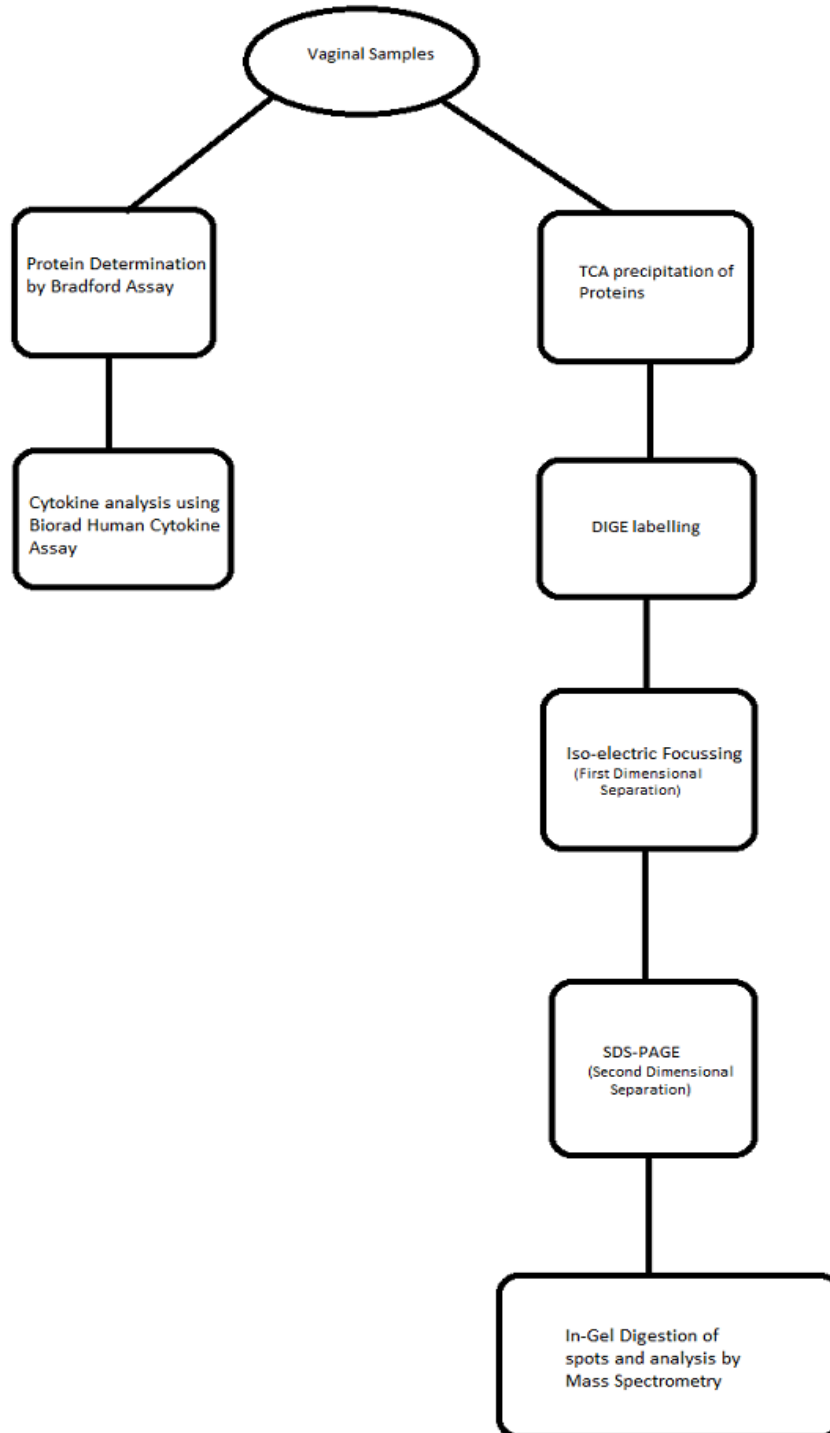 Vaginal Samples
Protein Determination
by Bradford Assay
TCA precipitation of
Proteins
Cytokine analysis using
Biorad Human Cytokine
Assay
DIGE labelling
Iso-electric Focussing
(First Dimensional
Separation)
SDS-PAGE
(Second Dimensional
Separation)
In-Gel Digestion of
spots and analysis by
Mass Spectrometry